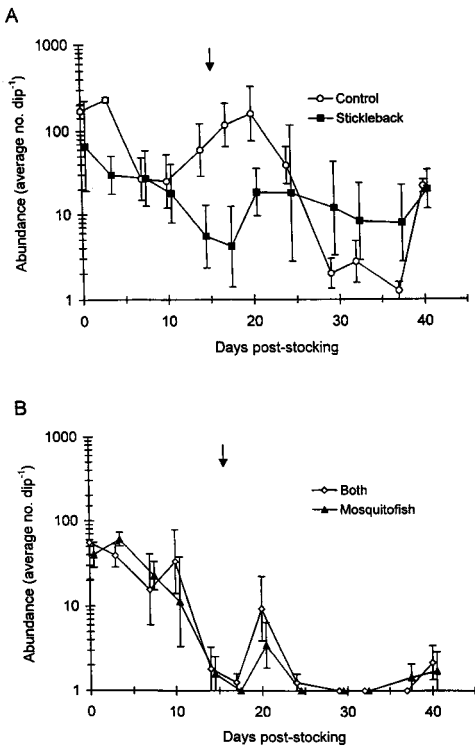 A
1000
100
10
1
Abundance (average no. dip⁻¹)
Control
Stickleback
0 10 20 30 40
Days post-stocking
B
1000
100
10
1
Abundance (average no. dip⁻¹)
Both
Mosquitofish
0 10 20 30 40
Days post-stocking